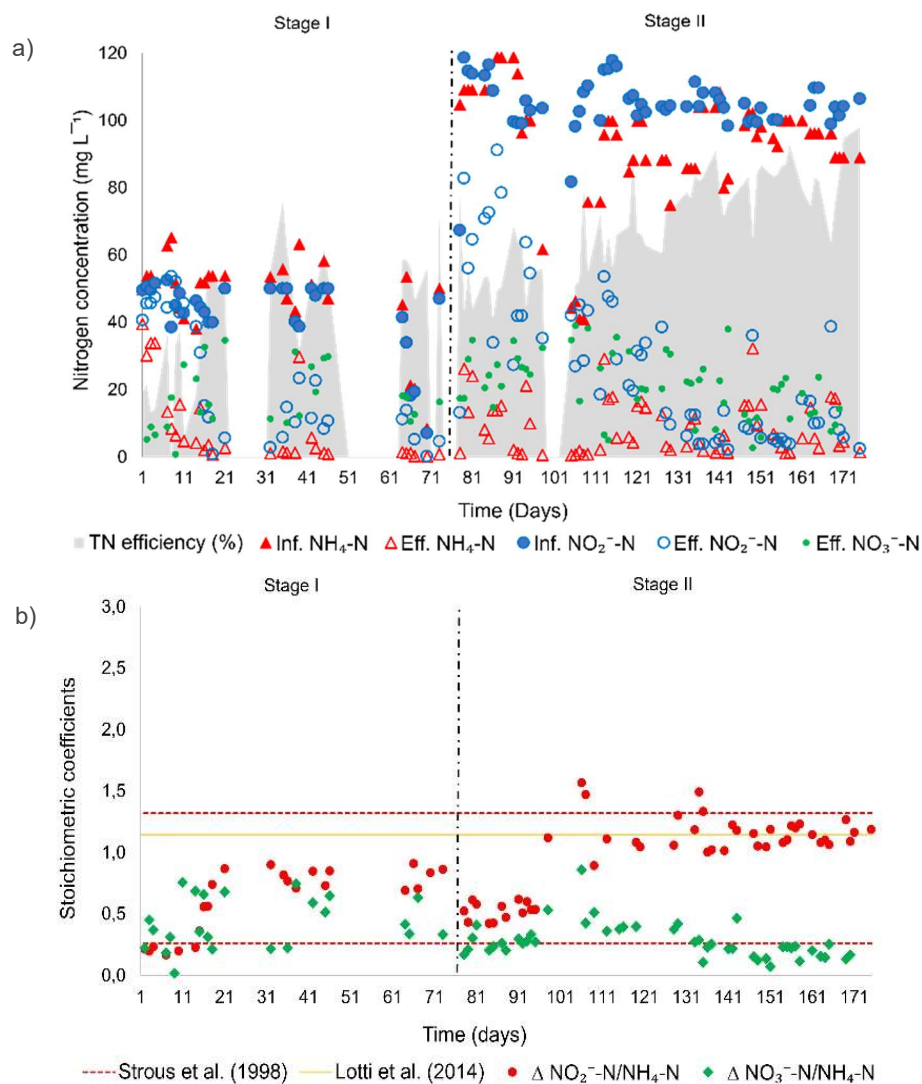 Stage I Stage II
a)
120
100
80
60
40
20
0
Nitrogen concentration (mg L⁻¹)
1 11 21 31 41 51 61 71 81 91 101 111 121 131 141 151 161 171
Time (Days)
TN efficiency (%) Inf. NH₄-N Eff. NH₄-N Inf. NO₂⁻-N Eff. NO₂⁻-N Eff. NO₃⁻-N
Stage I Stage II
b)
3,0
2,5
2,0
1,5
1,0
0,5
0,0
Stoichiometric coefficients
1 11 21 31 41 51 61 71 81 91 101 111 121 131 141 151 161 171
Time (days)
Strous et al. (1998) Lotti et al. (2014) Δ NO₂⁻-N/NH₄-N Δ NO₃⁻-N/NH₄-N